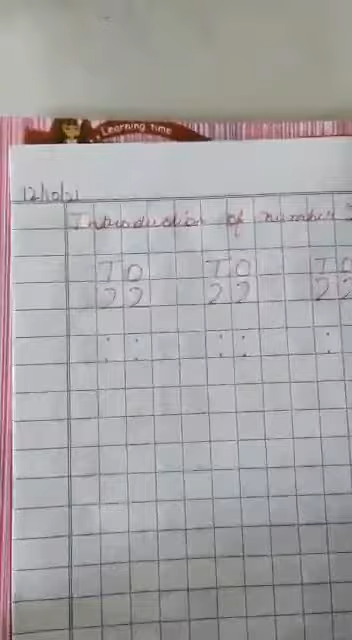 Learning time
12/10/21
Introduction of number
T O T O T O
2 2 2 2 2 2
: : : : :